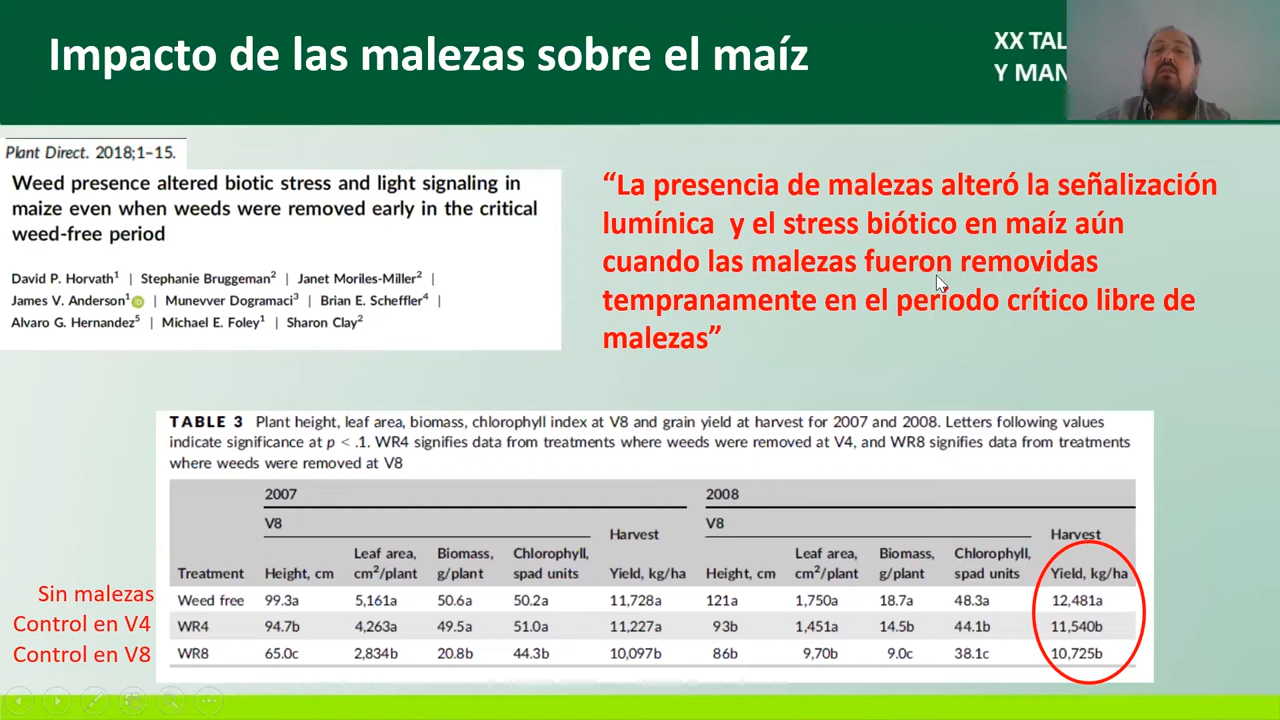 Impacto de las malezas sobre el maíz
XX TAL
Y MAN
Plant Direct. 2018;1–15.
Weed presence altered biotic stress and light signaling in
maize even when weeds were removed early in the critical
weed-free period
David P. Horvath1 | Stephanie Bruggeman2 | Janet Moriles-Miller2 |
James V. Anderson1 iD | Munevver Dogramaci3 | Brian E. Scheffler4 |
Alvaro G. Hernandez5 | Michael E. Foley1 | Sharon Clay2
“La presencia de malezas alteró la señalización
lumínica y el stress biótico en maíz aún
cuando las malezas fueron removidas
tempranamente en el periodo crítico libre de
malezas”
TABLE 3 Plant height, leaf area, biomass, chlorophyll index at V8 and grain yield at harvest for 2007 and 2008. Letters following values
indicate significance at p < .1. WR4 signifies data from treatments where weeds were removed at V4, and WR8 signifies data from treatments
where weeds were removed at V8
2007 2008
V8 V8
Harvest Harvest
Leaf area, Biomass, Chlorophyll, Leaf area, Biomass, Chlorophyll,
Treatment Height, cm cm2/plant g/plant spad units Yield, kg/ha Height, cm cm2/plant g/plant spad units Yield, kg/ha
Sin malezas Weed free 99.3a 5,161a 50.6a 50.2a 11,728a 121a 1,750a 18.7a 48.3a 12,481a
Control en V4 WR4 94.7b 4,263a 49.5a 51.0a 11,227a 93b 1,451a 14.5b 44.1b 11,540b
Control en V8 WR8 65.0c 2,834b 20.8b 44.3b 10,097b 86b 9,70b 9.0c 38.1c 10,725b